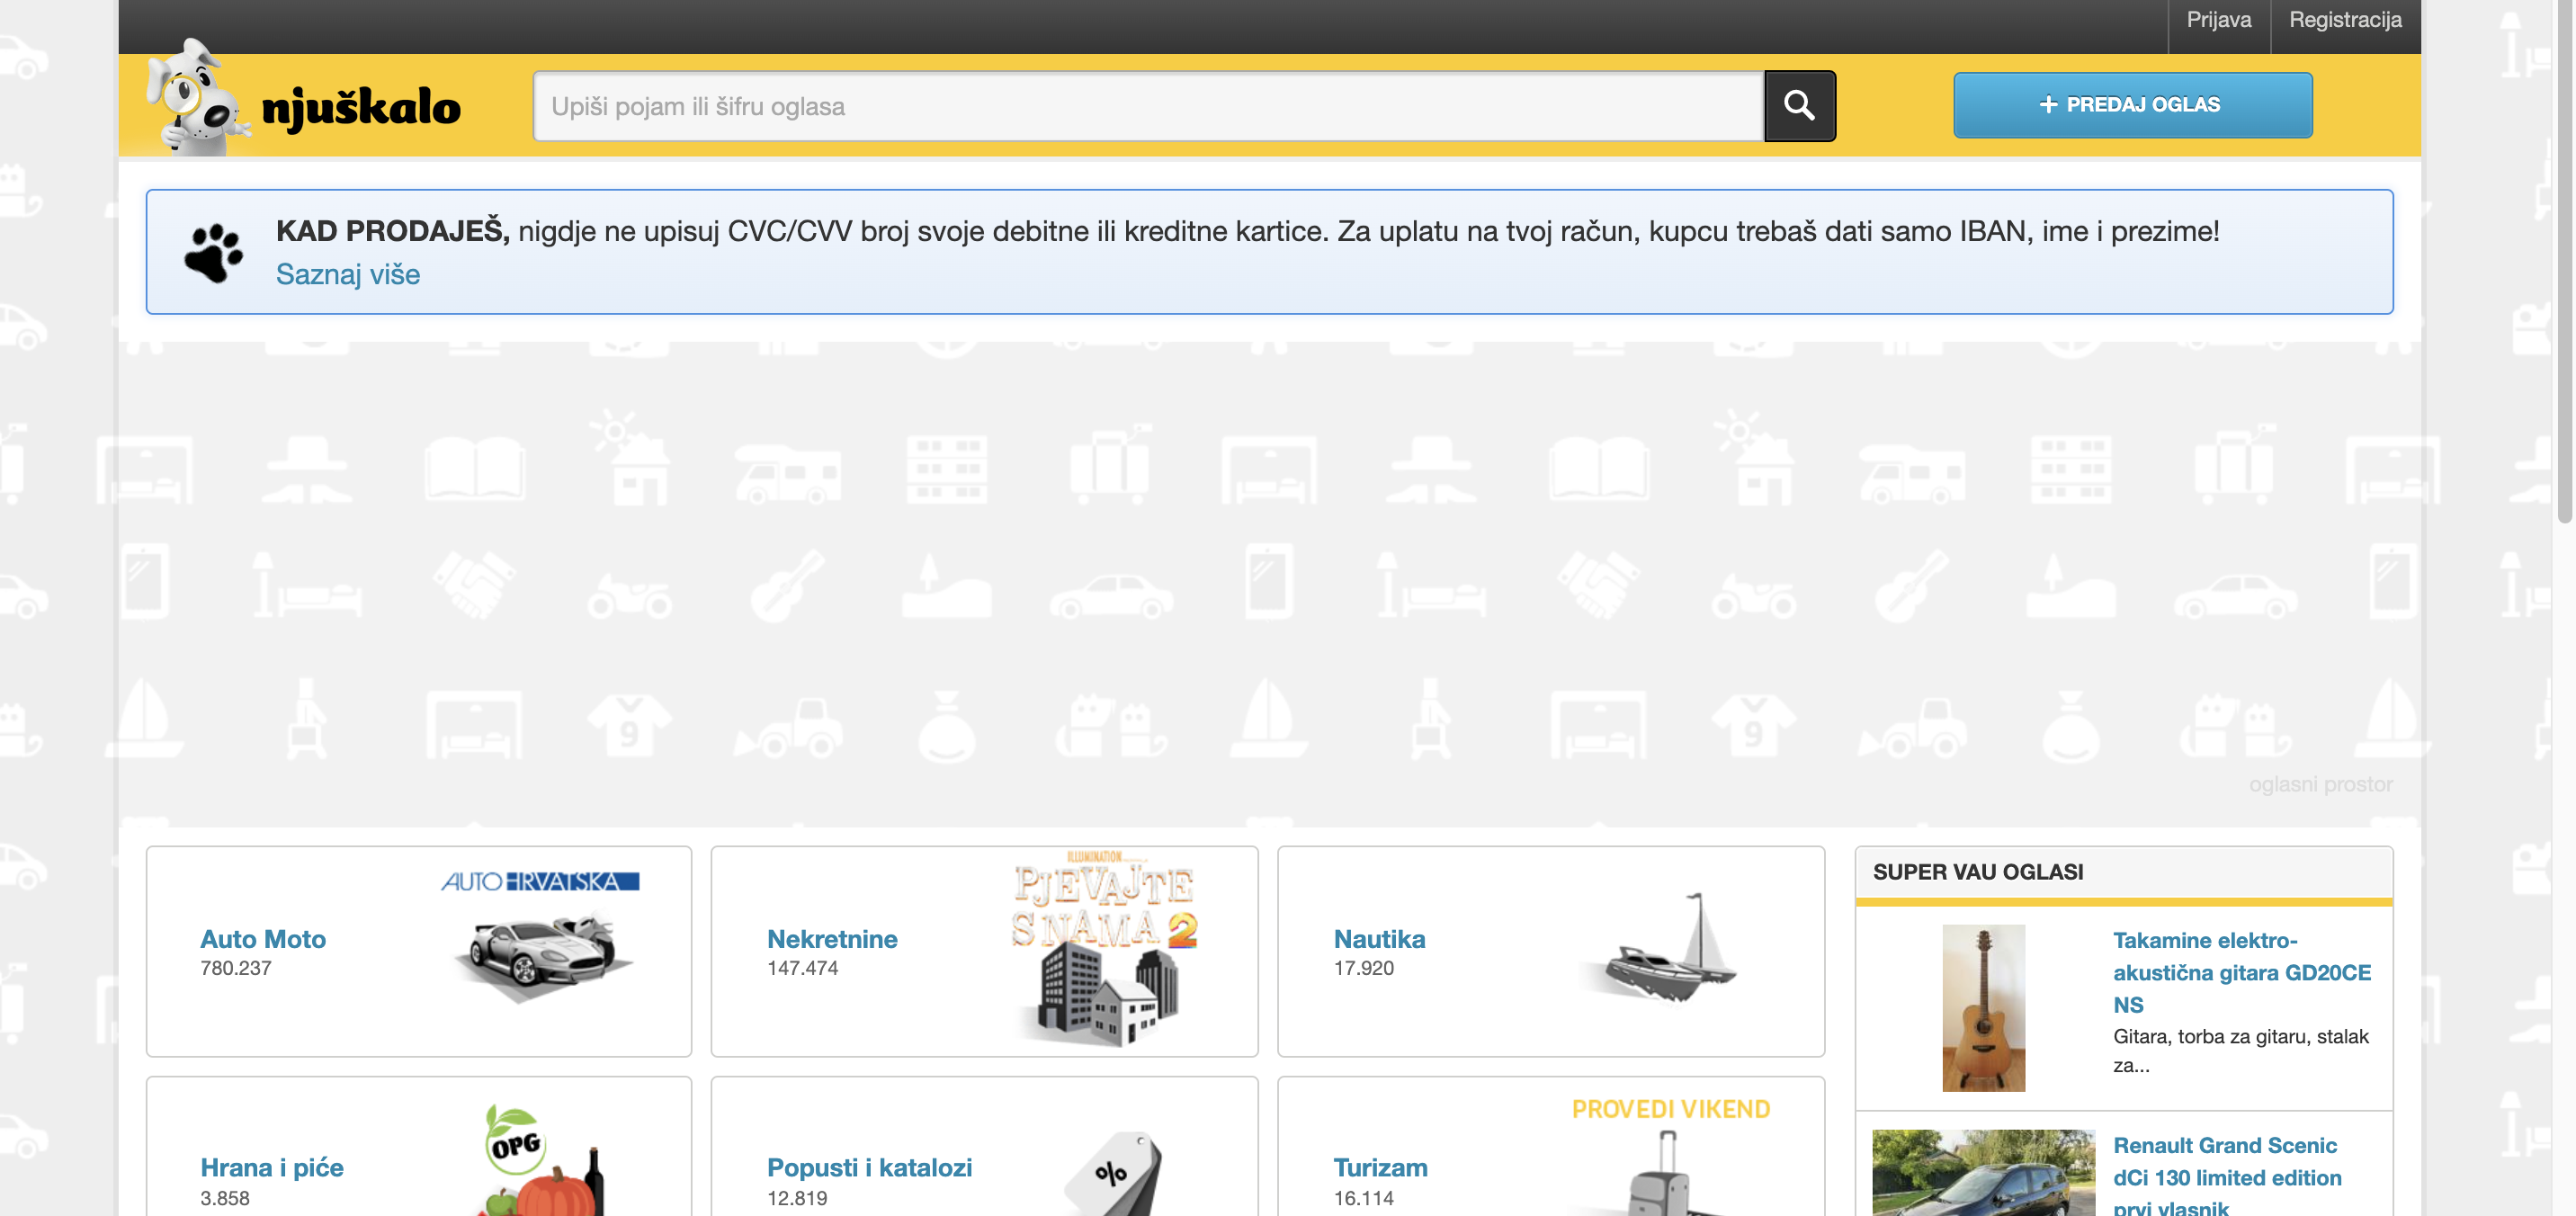 Prijava
Registracija
njuškalo
Upiši pojam ili šifru oglasa
+ PREDAJ OGLAS
KAD PRODAJEŠ, nigdje ne upisuj CVC/CVV broj svoje debitne ili kreditne kartice. Za uplatu na tvoj račun, kupcu trebaš dati samo IBAN, ime i prezime!
Saznaj više
9
9
oglasni prostor
Auto Moto
780.237
AUTO HRVATSKA
Nekretnine
147.474
ILLUMINATION
PJEVAJTE
S NAMA 2
Nautika
17.920
SUPER VAU OGLASI
Takamine elektro-
akustična gitara GD20CE
NS
Gitara, torba za gitaru, stalak
za...
Hrana i piće
3.858
OPG
Popusti i katalozi
12.819
%
Turizam
16.114
PROVEDI VIKEND
Renault Grand Scenic
dCi 130 limited edition
prvi vlasnik